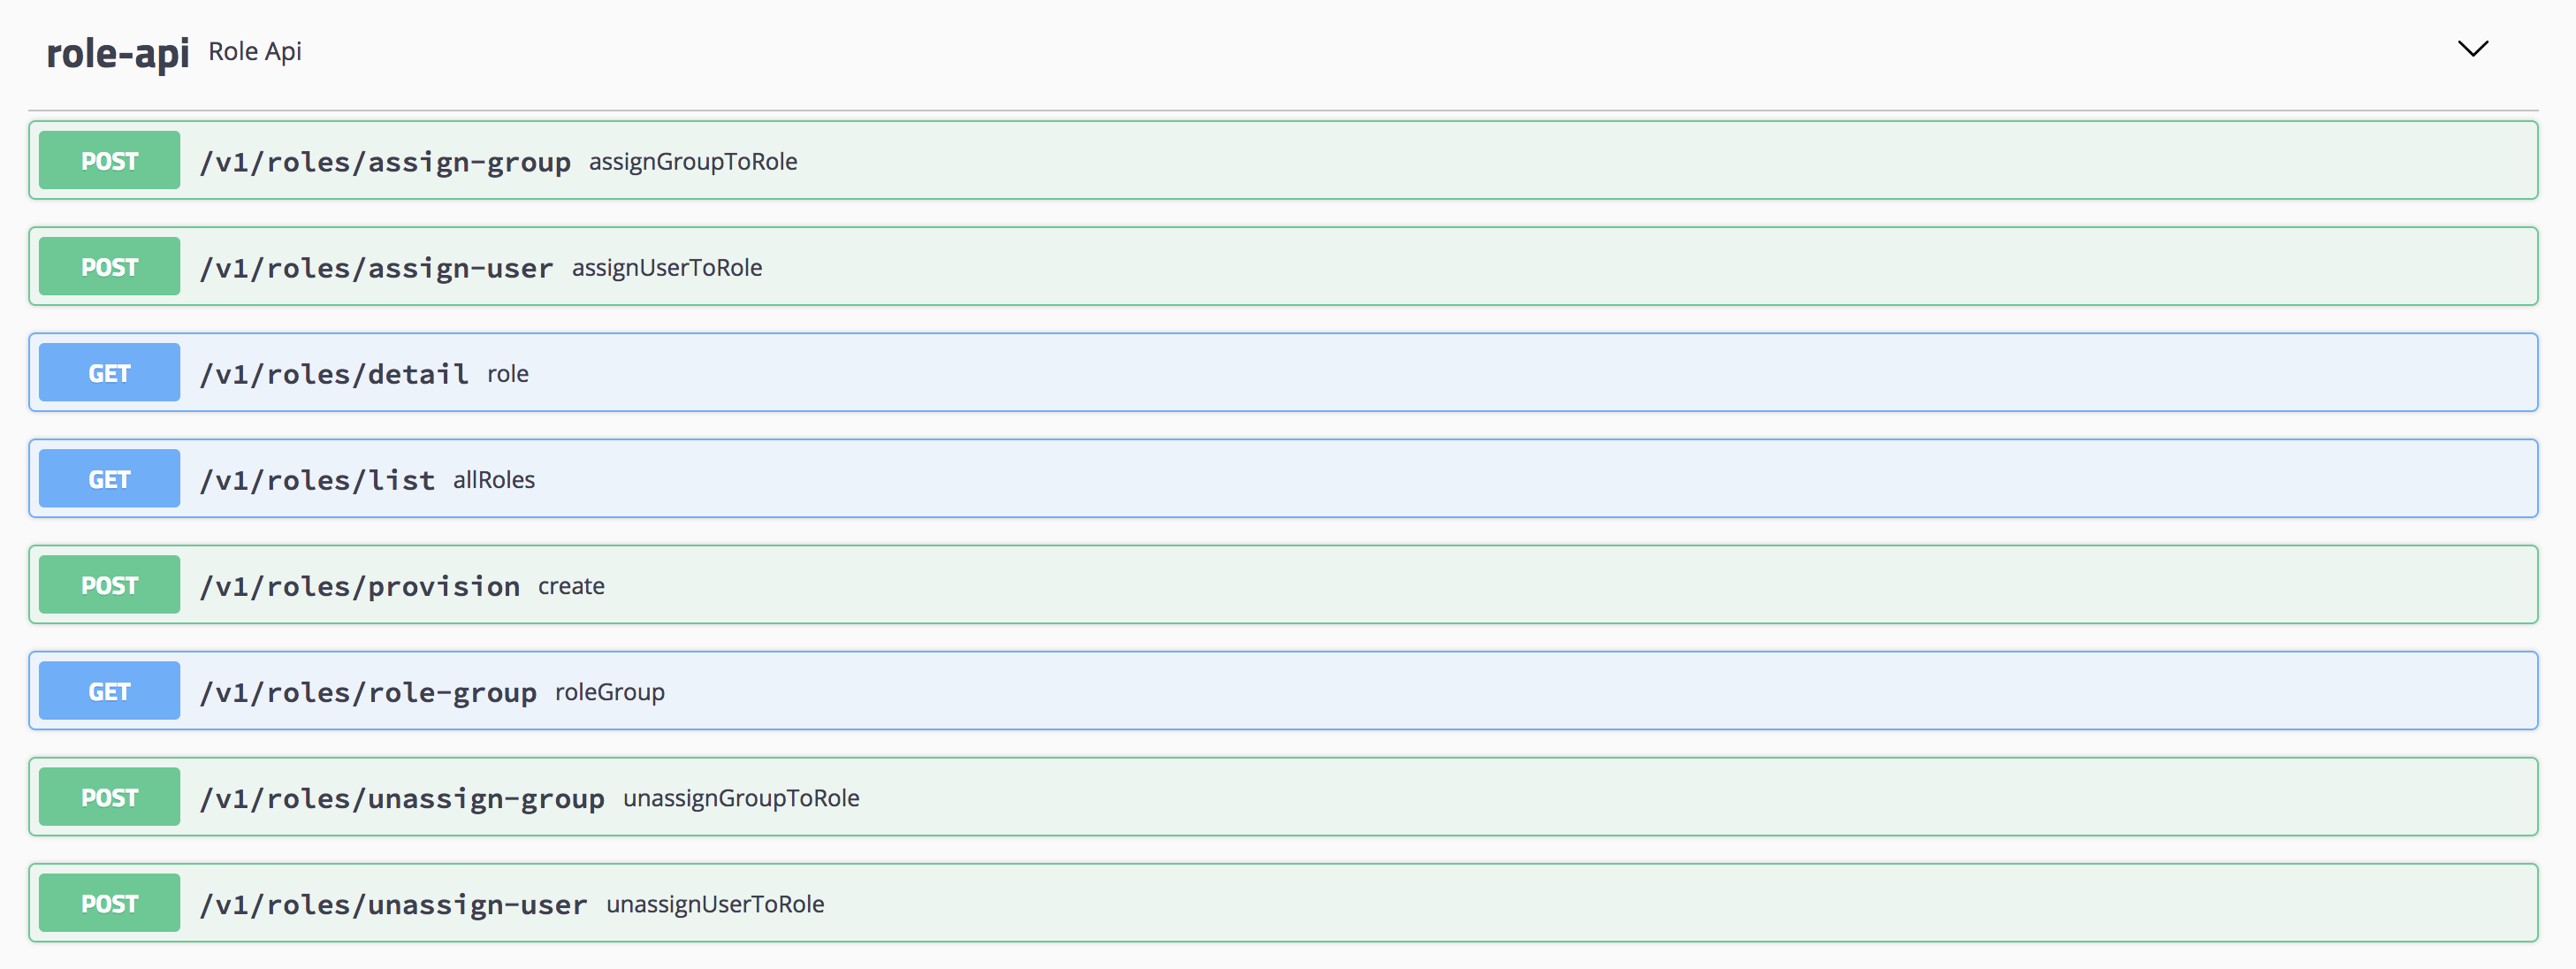 role-api Role Api
POST /v1/roles/assign-group assignGroupToRole
POST /v1/roles/assign-user assignUserToRole
GET /v1/roles/detail role
GET /v1/roles/list allRoles
POST /v1/roles/provision create
GET /v1/roles/role-group roleGroup
POST /v1/roles/unassign-group unassignGroupToRole
POST /v1/roles/unassign-user unassignUserToRole